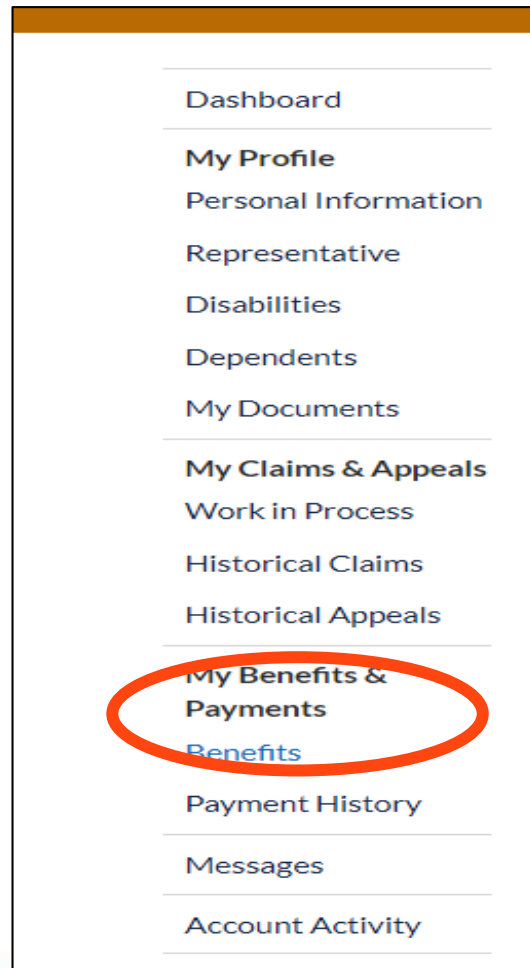 Dashboard
My Profile
Personal Information
Representative
Disabilities
Dependents
My Documents
My Claims & Appeals
Work in Process
Historical Claims
Historical Appeals
My Benefits &
Payments
Benefits
Payment History
Messages
Account Activity